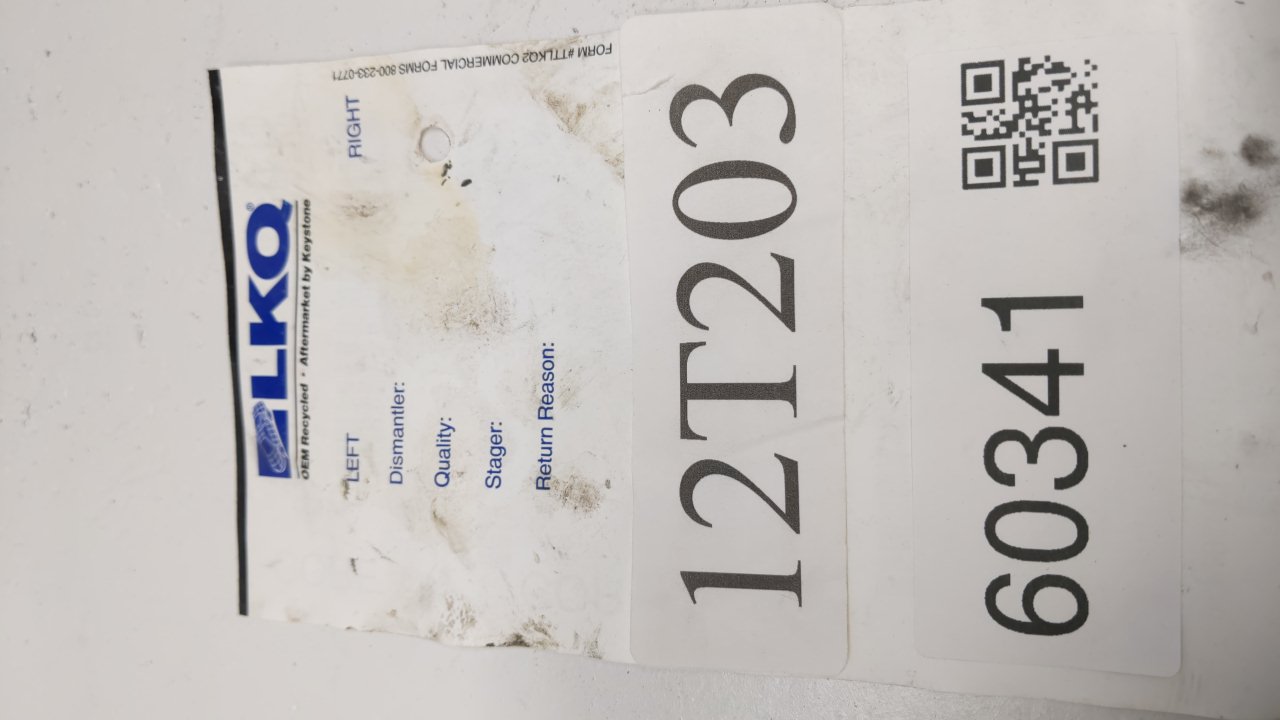 LKQ®
OEM Recycled • Aftermarket by Keystone
LEFT RIGHT
Dismantler:
Quality:
Stager:
Return Reason:
FORM #TTLKQ2 COMMERCIAL FORMS 800-233-0771
12T203
60341